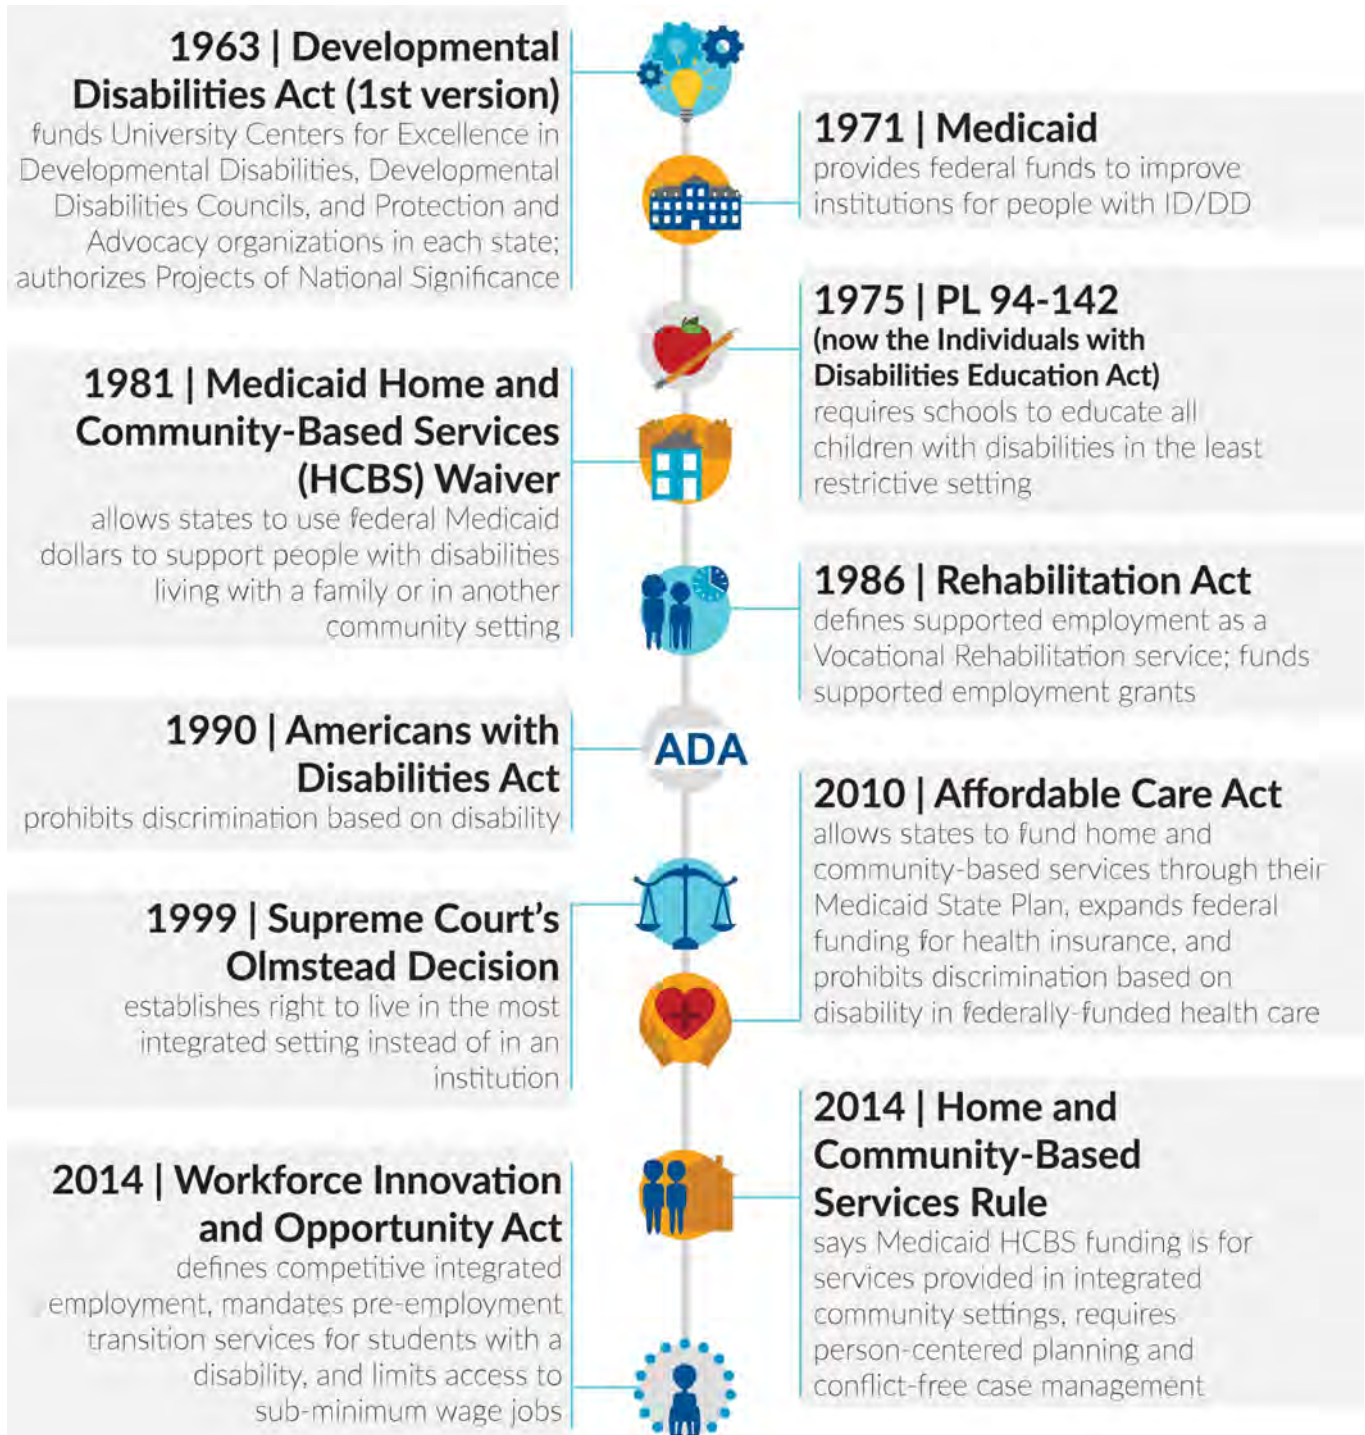 1963 | Developmental
Disabilities Act (1st version)
funds University Centers for Excellence in
Developmental Disabilities, Developmental
Disabilities Councils, and Protection and
Advocacy organizations in each state;
authorizes Projects of National Significance
1971 | Medicaid
provides federal funds to improve
institutions for people with ID/DD
1975 | PL 94-142
(now the Individuals with
Disabilities Education Act)
requires schools to educate all
children with disabilities in the least
restrictive setting
1981 | Medicaid Home and
Community-Based Services
(HCBS) Waiver
allows states to use federal Medicaid
dollars to support people with disabilities
living with a family or in another
community setting
1986 | Rehabilitation Act
defines supported employment as a
Vocational Rehabilitation service; funds
supported employment grants
1990 | Americans with
Disabilities Act
prohibits discrimination based on disability
ADA
1999 | Supreme Court's
Olmstead Decision
establishes right to live in the most
integrated setting instead of in an
institution
2010 | Affordable Care Act
allows states to fund home and
community-based services through their
Medicaid State Plan, expands federal
funding for health insurance, and
prohibits discrimination based on
disability in federally-funded health care
2014 | Home and
Community-Based
Services Rule
says Medicaid HCBS funding is for
services provided in integrated
community settings, requires
person-centered planning and
conflict-free case management
2014 | Workforce Innovation
and Opportunity Act
defines competitive integrated
employment, mandates pre-employment
transition services for students with a
disability, and limits access to
sub-minimum wage jobs